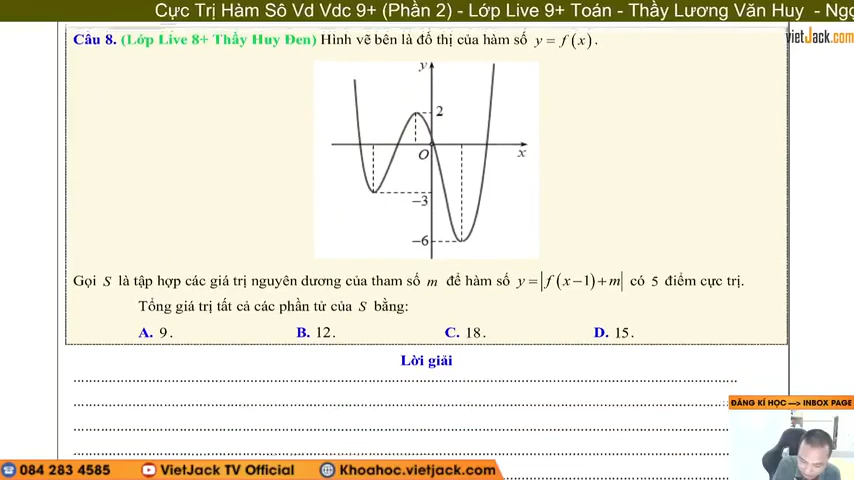 Cực Trị Hàm Số Vd Vdc 9+ (Phần 2) - Lớp Live 9+ Toán - Thầy Lương Văn Huy - Ngọ
vietJack.com
Câu 8. (Lớp Live 8+ Thầy Huy Đen) Hình vẽ bên là đồ thị của hàm số y = f(x).
y
2
O
x
−3
−6
Gọi S là tập hợp các giá trị nguyên dương của tham số m để hàm số y = |f(x−1)+m| có 5 điểm cực trị.
Tổng giá trị tất cả các phần tử của S bằng:
A. 9. B. 12. C. 18. D. 15.
Lời giải
ĐĂNG KÍ HỌC —> INBOX PAGE
084 283 4585 VietJack TV Official Khoahoc.vietjack.com